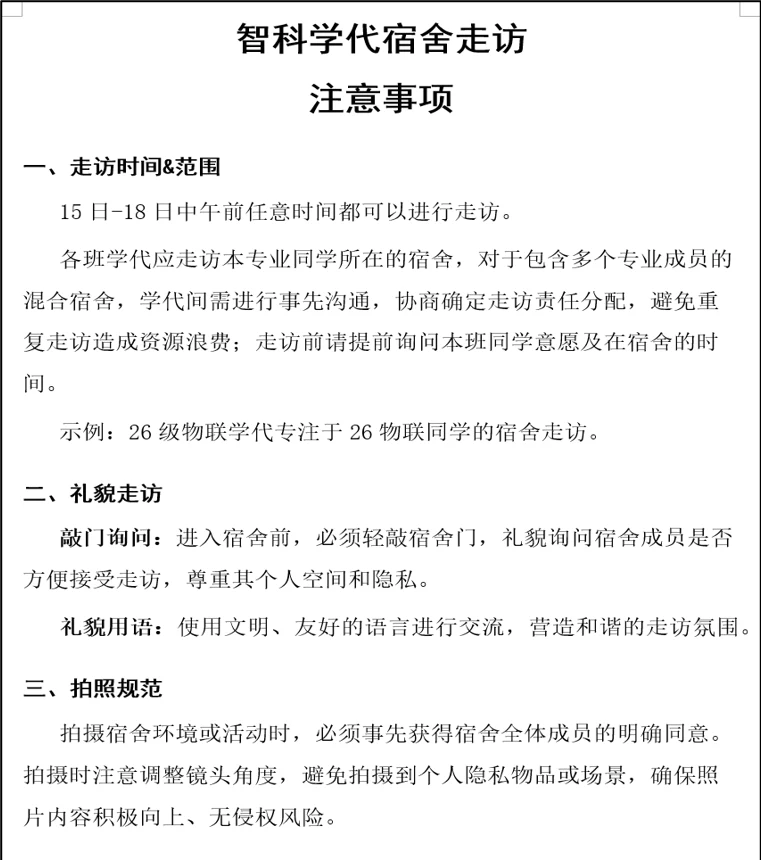 智科学代宿舍走访
注意事项
一、走访时间&范围
15日-18日中午前任意时间都可以进行走访。
各班学代应走访本专业同学所在的宿舍，对于包含多个专业成员的
混合宿舍，学代间需进行事先沟通，协商确定走访责任分配，避免重
复走访造成资源浪费；走访前请提前询问本班同学意愿及在宿舍的时
间。
示例：26级物联学代专注于26物联同学的宿舍走访。
二、礼貌走访
敲门询问：进入宿舍前，必须轻敲宿舍门，礼貌询问宿舍成员是否
方便接受走访，尊重其个人空间和隐私。
礼貌用语：使用文明、友好的语言进行交流，营造和谐的走访氛围。
三、拍照规范
拍摄宿舍环境或活动时，必须事先获得宿舍全体成员的明确同意。
拍摄时注意调整镜头角度，避免拍摄到个人隐私物品或场景，确保照
片内容积极向上、无侵权风险。